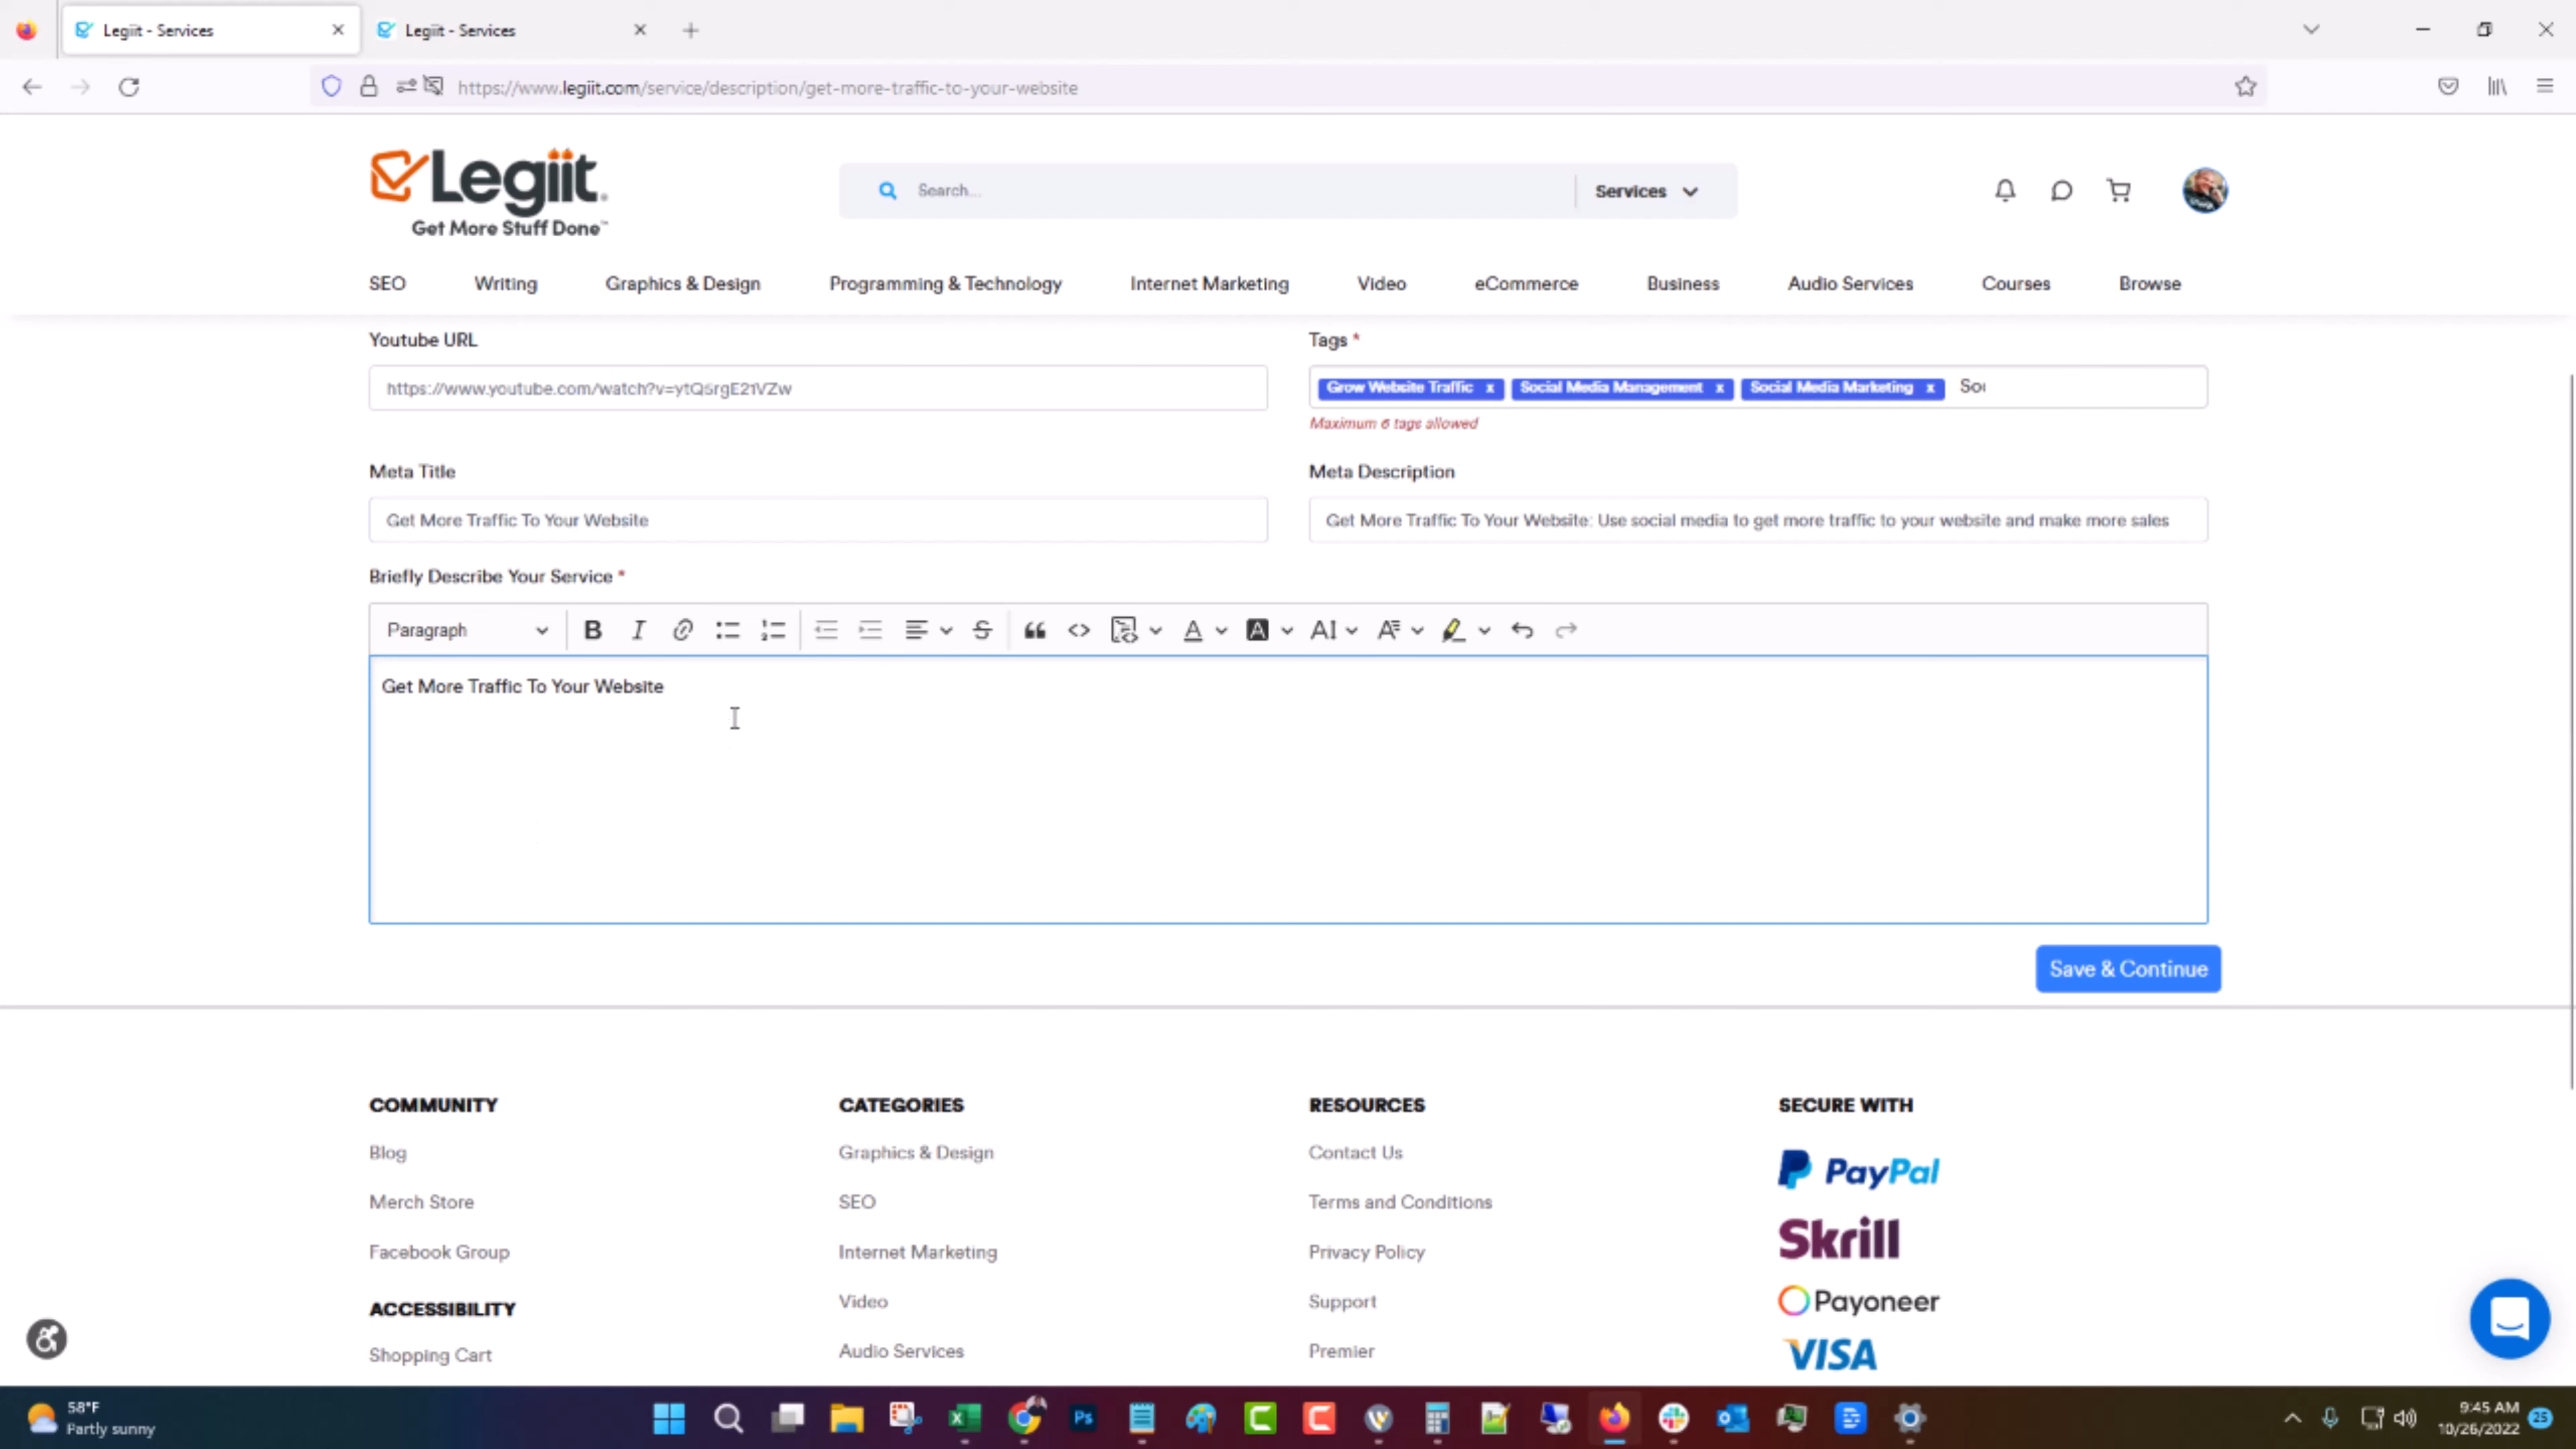 Legiit - Services
Legiit - Services
https://www.legiit.com/service/description/get-more-traffic-to-your-website
Legiit.
Get More Stuff Done™
Search...
Services
SEO
Writing
Graphics & Design
Programming & Technology
Internet Marketing
Video
eCommerce
Business
Audio Services
Courses
Browse
Youtube URL
https://www.youtube.com/watch?v=ytQSrgE21VZw
Tags *
Grow Website Traffic x
Social Media Management x
Social Media Marketing x
Soi
Maximum 6 tags allowed
Meta Title
Get More Traffic To Your Website
Meta Description
Get More Traffic To Your Website: Use social media to get more traffic to your website and make more sales
Briefly Describe Your Service *
Paragraph
Get More Traffic To Your Website
Save & Continue
COMMUNITY
Blog
Merch Store
Facebook Group
ACCESSIBILITY
Shopping Cart
CATEGORIES
Graphics & Design
SEO
Internet Marketing
Video
Audio Services
RESOURCES
Contact Us
Terms and Conditions
Privacy Policy
Support
Premier
SECURE WITH
PayPal
Skrill
Payoneer
VISA
58°F
Partly sunny
Ps
9:45 AM
10/26/2022
25